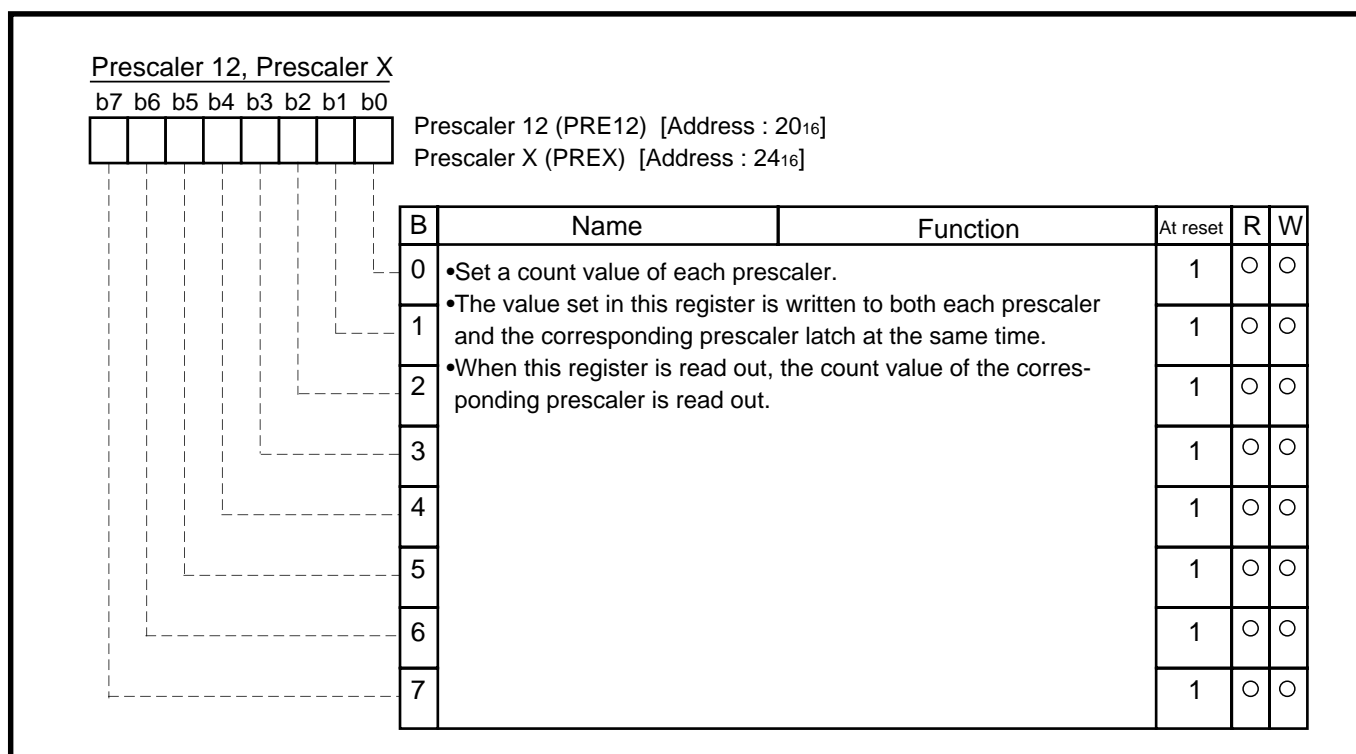 Prescaler 12, Prescaler X
b7 b6 b5 b4 b3 b2 b1 b0
Prescaler 12 (PRE12) [Address : 2016]
Prescaler X (PREX) [Address : 2416]
B Name Function At reset R W
0 •Set a count value of each prescaler. 1 ○ ○
•The value set in this register is written to both each prescaler
1 and the corresponding prescaler latch at the same time. 1 ○ ○
•When this register is read out, the count value of the corres-
2 ponding prescaler is read out. 1 ○ ○
3 1 ○ ○
4 1 ○ ○
5 1 ○ ○
6 1 ○ ○
7 1 ○ ○